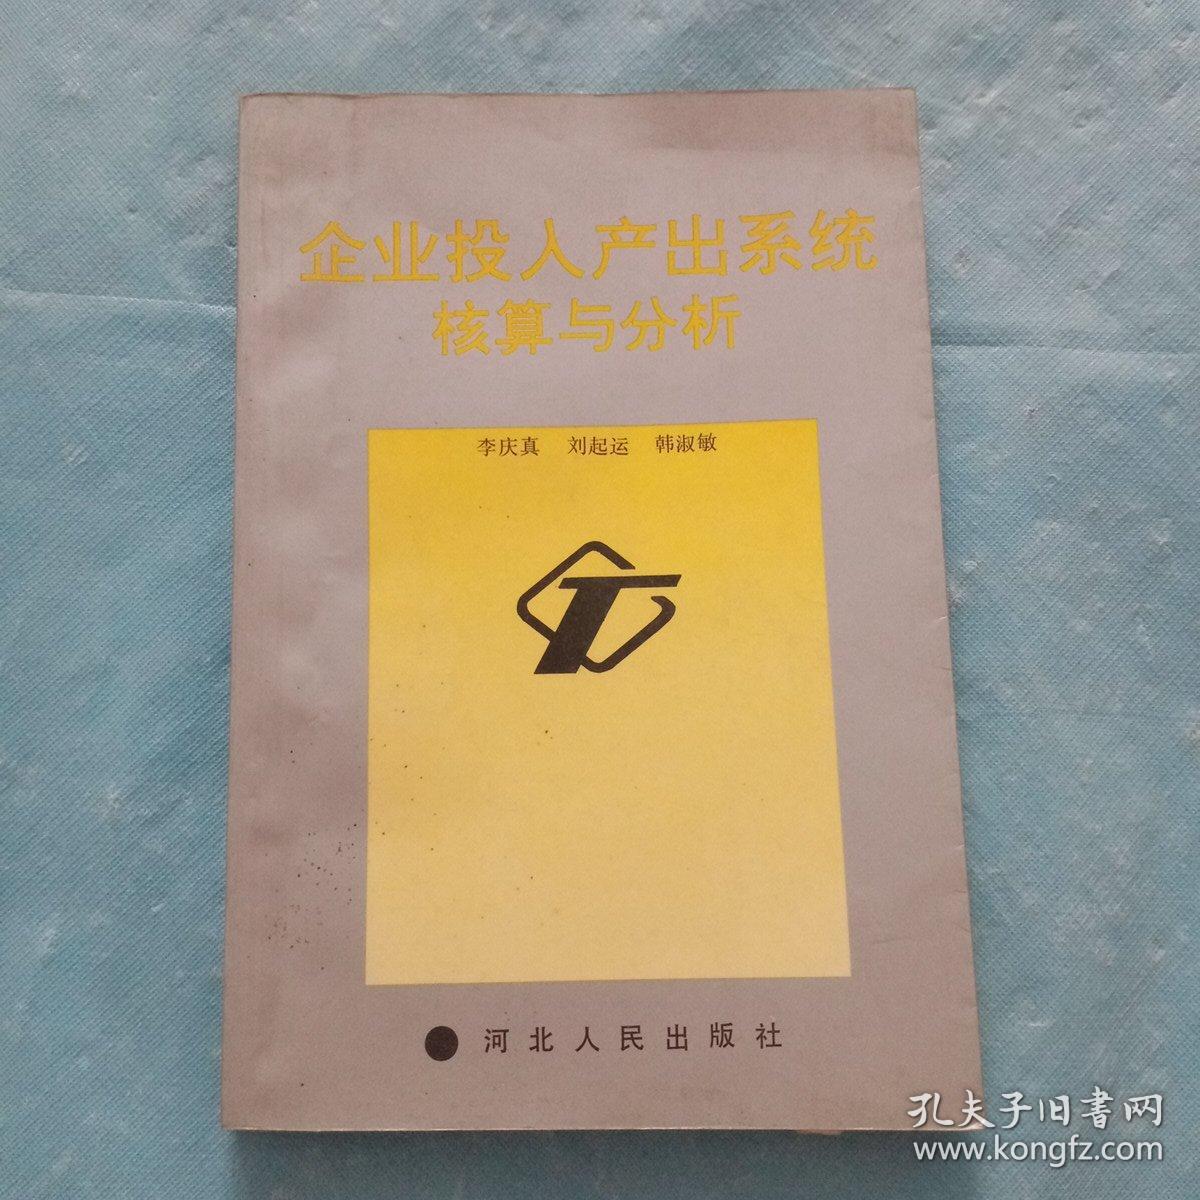 企业投入产出系统
核算与分析
李庆真 刘起运 韩淑敏
河北人民出版社
孔夫子旧書网
www.kongfz.com